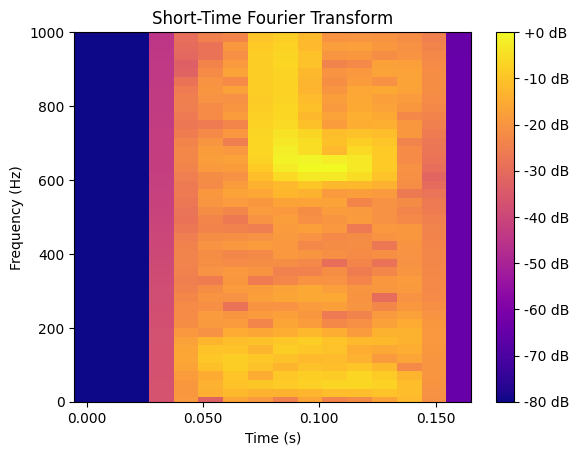 Short-Time Fourier Transform
1000
800
600
400
200
0
Frequency (Hz)
0.000
0.050
0.100
0.150
Time (s)
+0 dB
-10 dB
-20 dB
-30 dB
-40 dB
-50 dB
-60 dB
-70 dB
-80 dB